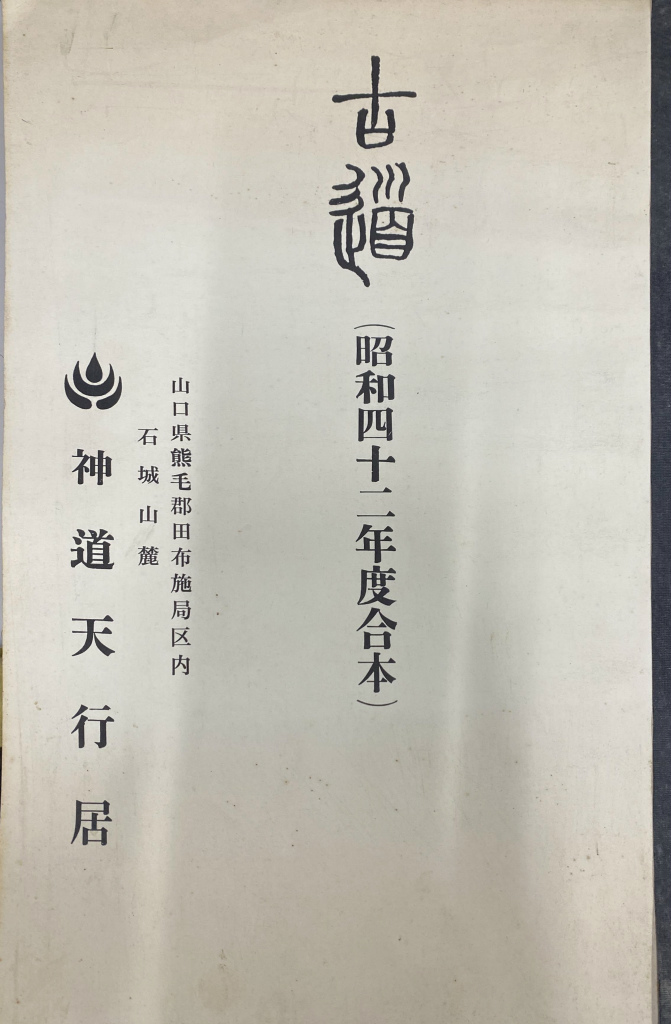 古道
（昭和四十二年度合本）
山口県熊毛郡田布施局区内
石城山麓
神道天行居